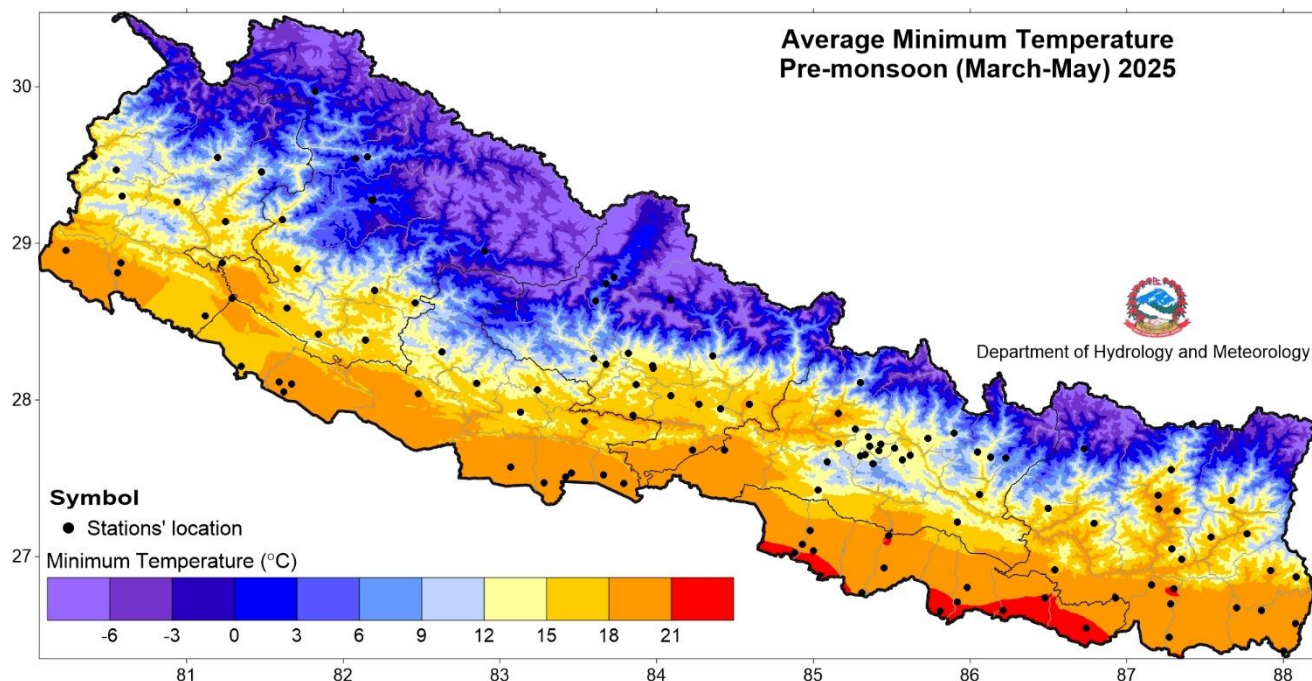 Average Minimum Temperature
Pre-monsoon (March-May) 2025
30
29
28
27
Department of Hydrology and Meteorology
Symbol
Stations' location
Minimum Temperature (°C)
-6 -3 0 3 6 9 12 15 18 21
81 82 83 84 85 86 87 88